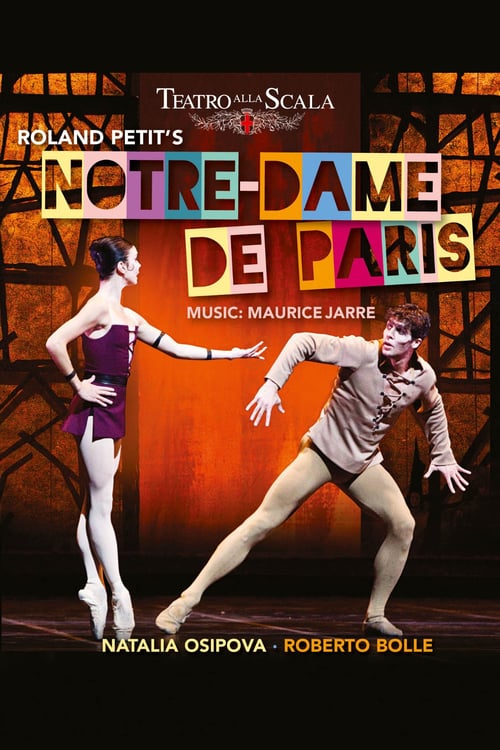 TEATRO ALLA SCALA
ROLAND PETIT'S
NOTRE-DAME
DE PARIS
MUSIC: MAURICE JARRE
NATALIA OSIPOVA · ROBERTO BOLLE